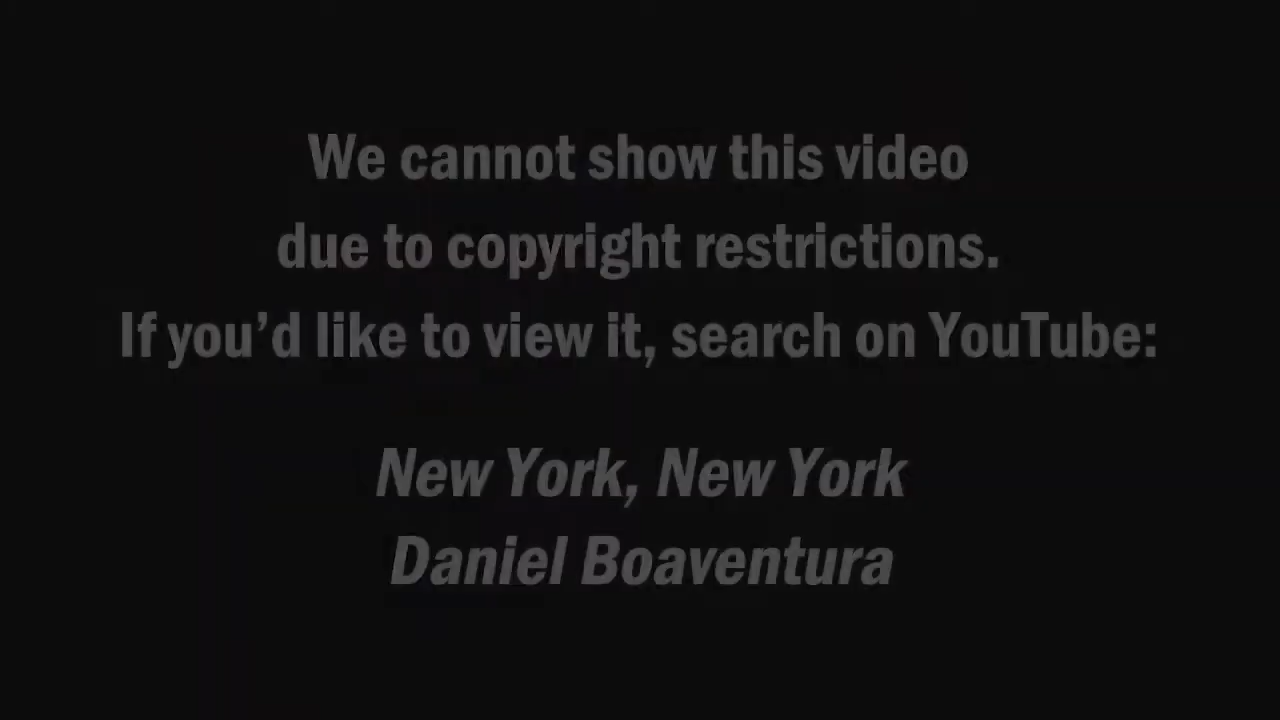 We cannot show this video
due to copyright restrictions.
If you’d like to view it, search on YouTube:
New York, New York
Daniel Boaventura